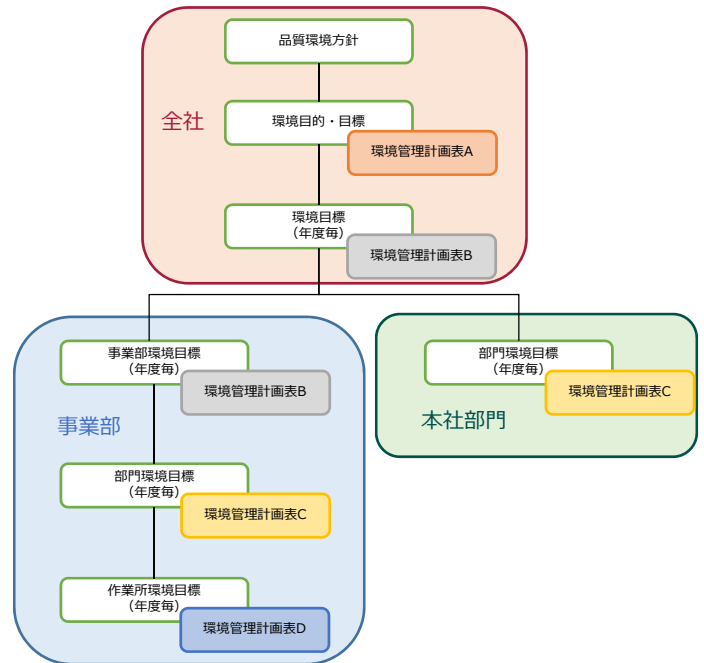 品質環境方針
全社
環境目的・目標
環境管理計画表A
環境目標
（年度毎）
環境管理計画表B
事業部環境目標
（年度毎）
環境管理計画表B
事業部
部門環境目標
（年度毎）
環境管理計画表C
作業所環境目標
（年度毎）
環境管理計画表D
部門環境目標
（年度毎）
環境管理計画表C
本社部門